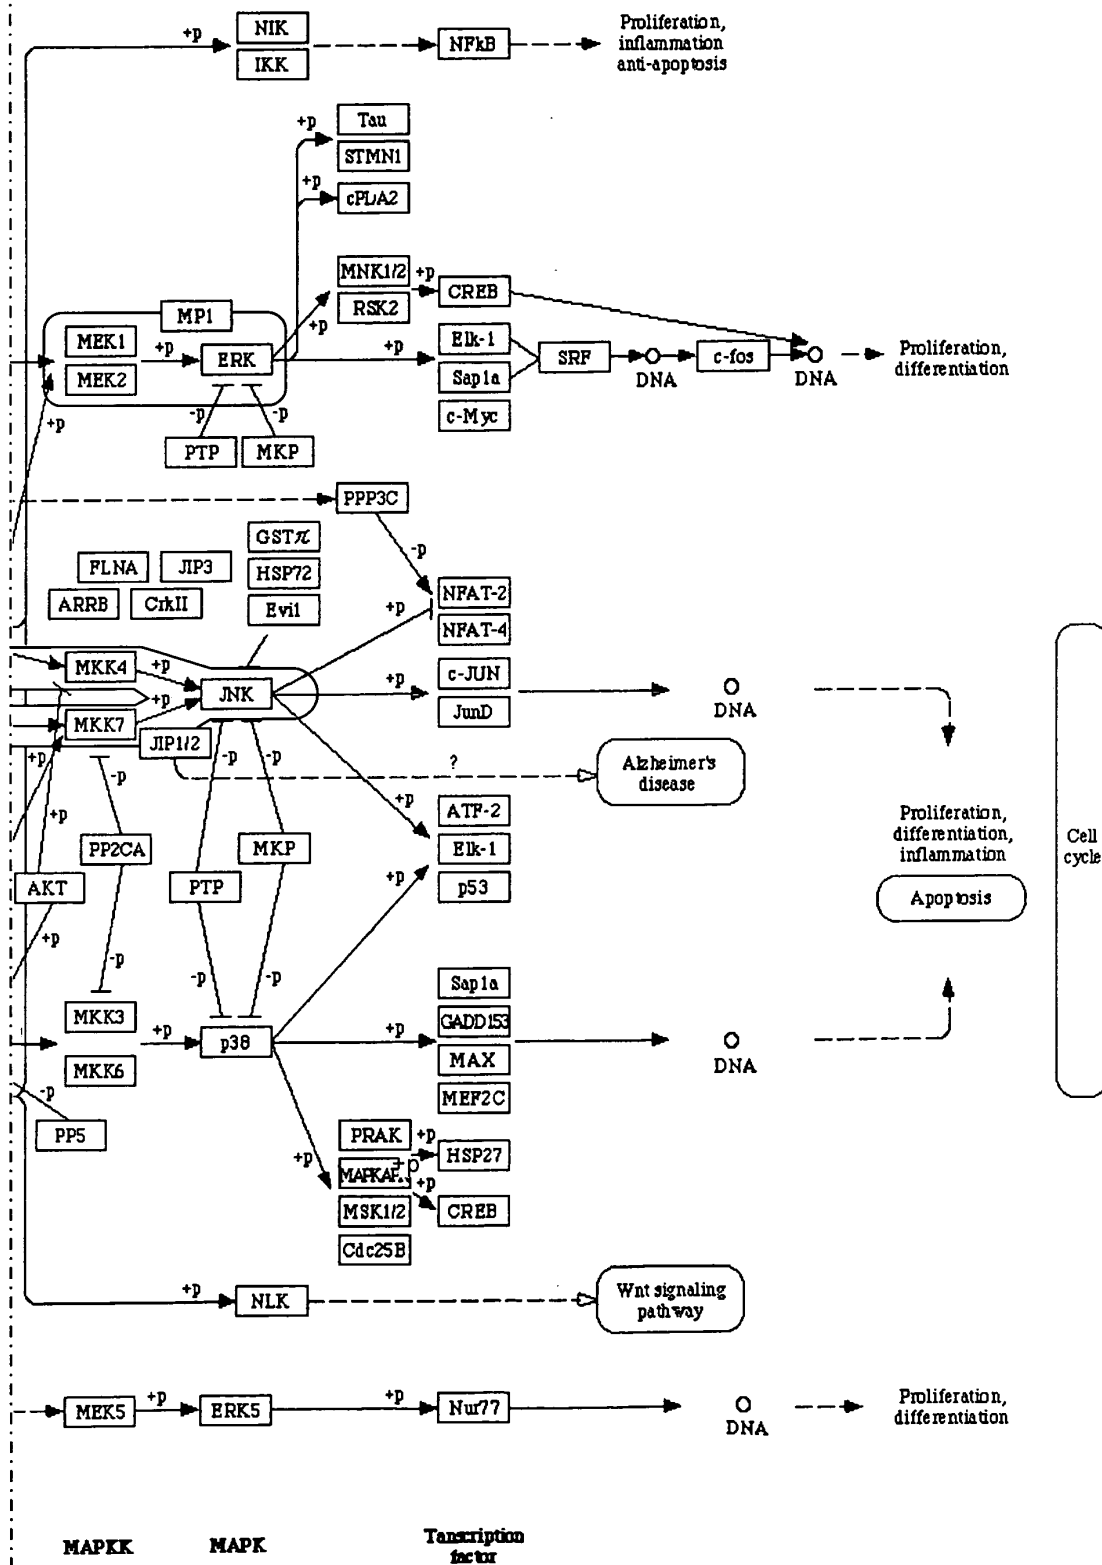 NIK
IKK
+p
NFkB
Proliferation,
inflammation
anti-apoptosis
+p
Tau
STMN1
+p
cPLA2
MNK1/2
RSK2
+p
+p
CREB
MP1
MEK1
MEK2
+p
ERK
+p
Elk-1
Sap1a
c-Myc
SRF
DNA
c-fos
DNA
Proliferation,
differentiation
+p
-p
-p
PTP
MKP
PPP3C
-p
GSTπ
HSP72
Evi1
FLNA
JIP3
ARRB
CrkII
NFAT-2
NFAT-4
+p
MKK4
+p
JNK
+p
c-JUN
JunD
DNA
MKK7
+p
JIP1/2
-p
-p
-p
?
Alzheimer's
disease
+p
+p
+p
ATF-2
Elk-1
p53
PP2CA
MKP
AKT
PTP
+p
+p
-p
-p
-p
Proliferation,
differentiation,
inflammation
Apoptosis
Cell
cycle
MKK3
MKK6
+p
p38
+p
Sap1a
GADD153
MAX
MEF2C
DNA
-p
PP5
+p
PRAK
+p
HSP27
MAPKAP
+p
+p
MSK1/2
CREB
Cdc25B
+p
NLK
Wnt signaling
pathway
MEK5
+p
ERK5
+p
Nur77
DNA
Proliferation,
differentiation
MAPKK
MAPK
Tanscription
factor